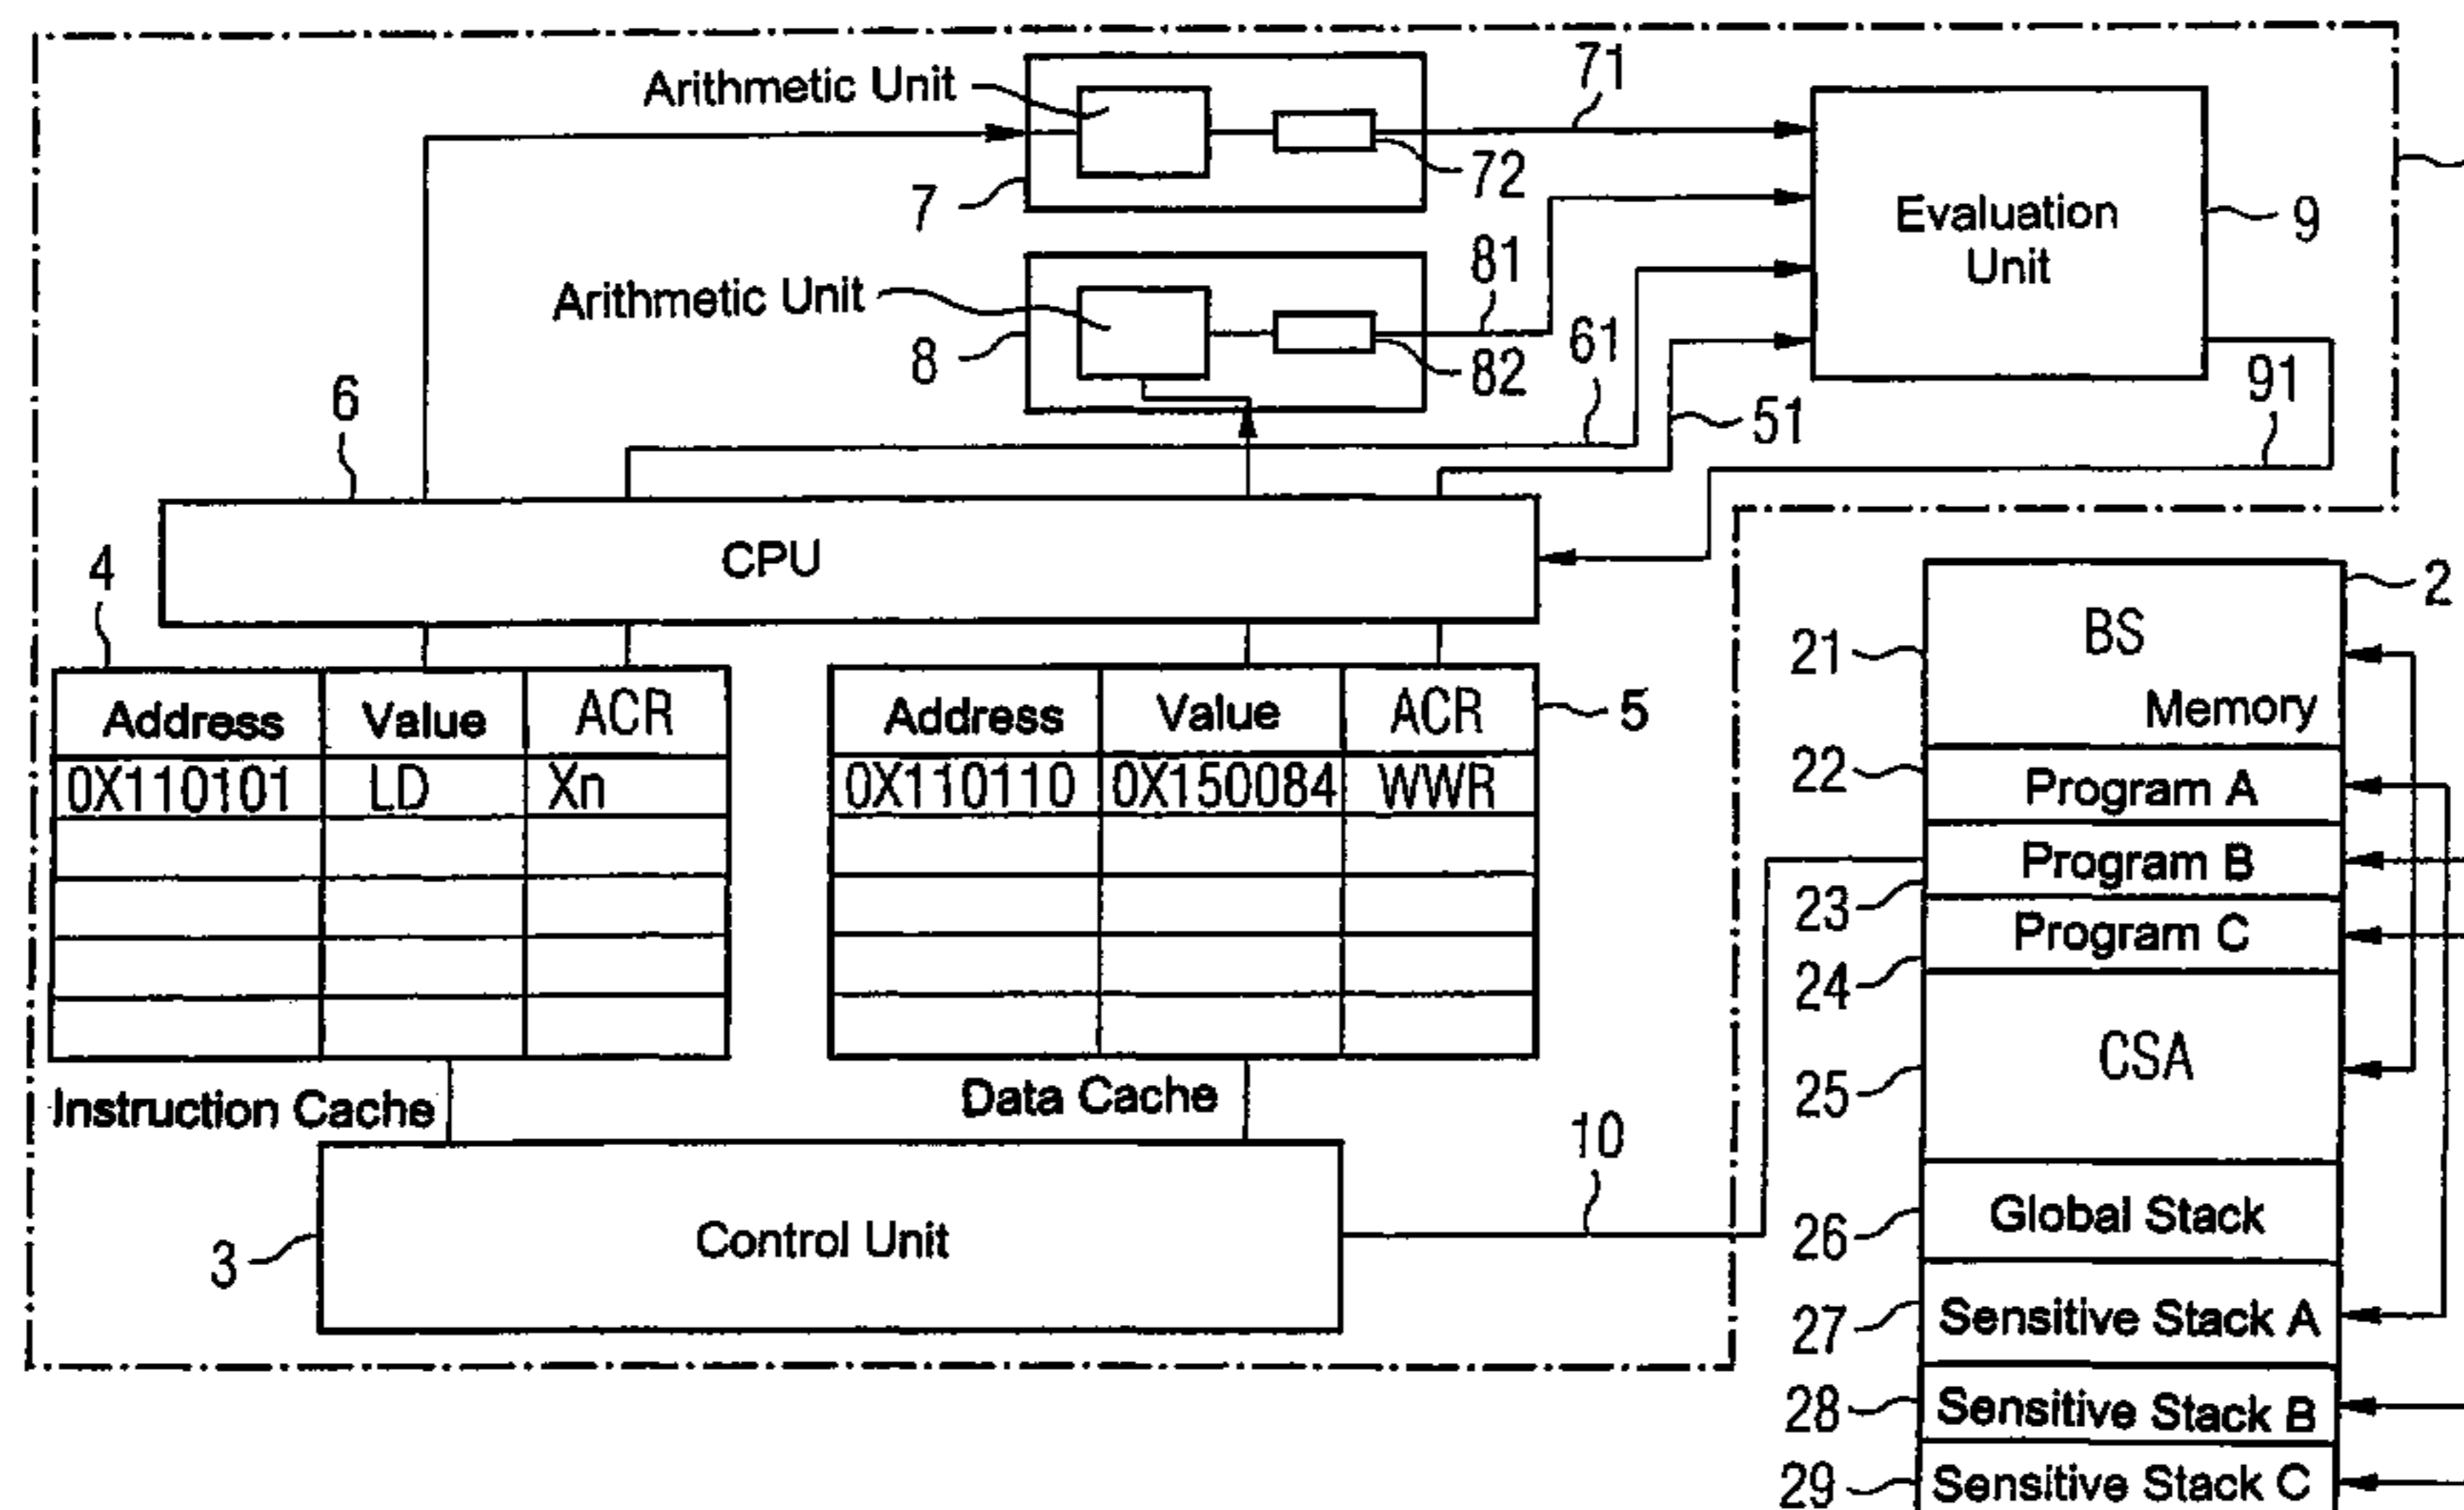 Arithmetic Unit
71
72
7
Evaluation
Unit
9
Arithmetic Unit
81
8
82
61
51
91
6
CPU
4
Address Value ACR
0X110101 LD Xn
Instruction Cache
Address Value ACR
0X110110 0X150084 WWR
5
Data Cache
3
Control Unit
10
2
21
BS
Memory
22
Program A
23
Program B
24
Program C
25
CSA
26
Global Stack
27
Sensitive Stack A
28
Sensitive Stack B
29
Sensitive Stack C